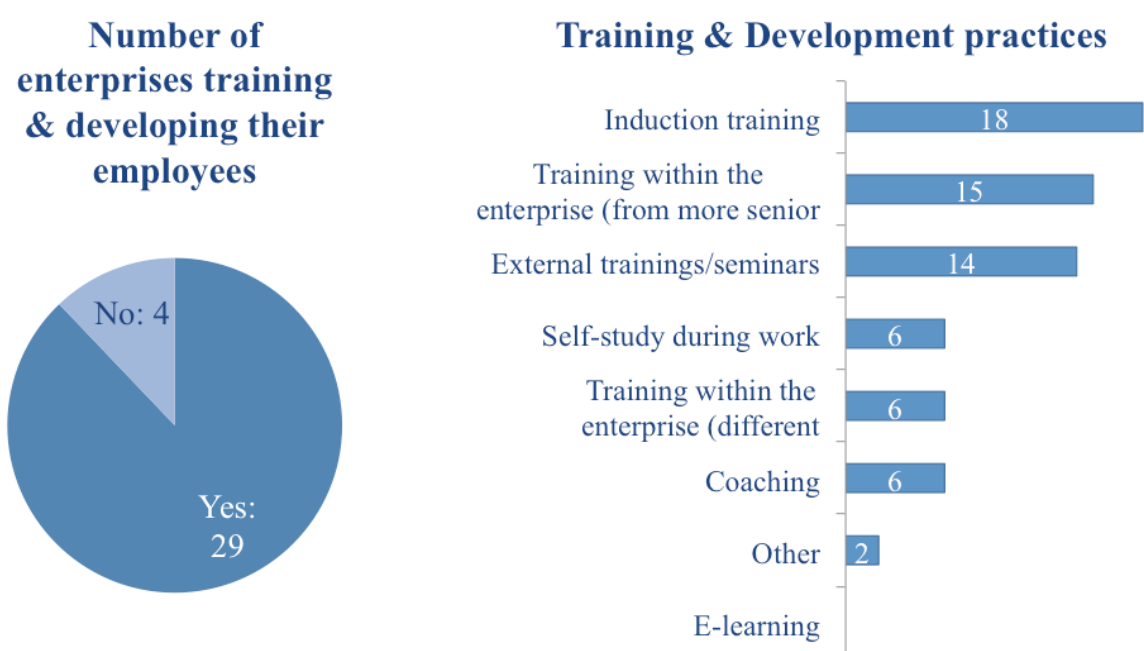 Number of
enterprises training
& developing their
employees
No: 4
Yes:
29
Training & Development practices
Induction training
18
Training within the
enterprise (from more senior
15
External trainings/seminars
14
Self-study during work
6
Training within the
enterprise (different
6
Coaching
6
Other
2
E-learning